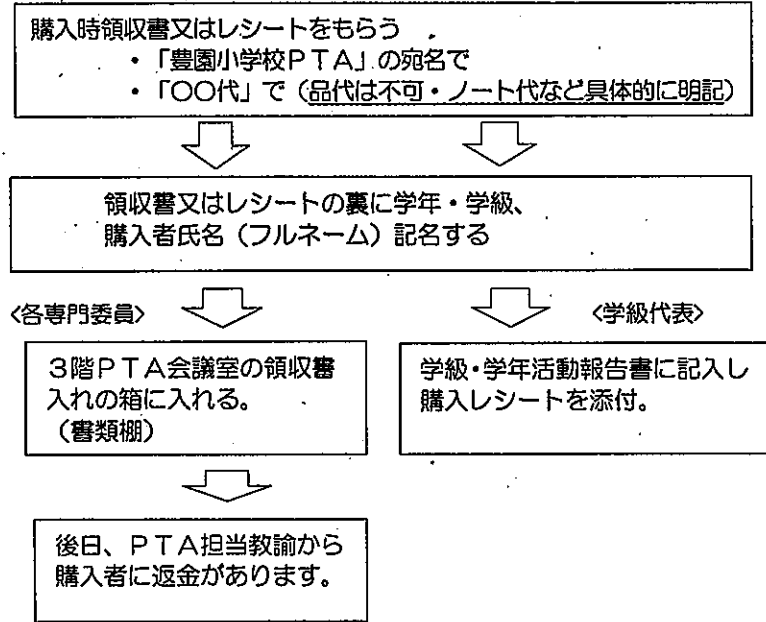 購入時領収書又はレシートをもらう
・「豊園小学校PTA」の宛名で
・「〇〇代」で(品代は不可・ノート代など具体的に明記)
領収書又はレシートの裏に学年・学級、
購入者氏名(フルネーム)記名する
<各専門委員>
<学級代表>
3階PTA会議室の領収書
入れの箱に入れる。
(書類棚)
学級・学年活動報告書に記入し
購入レシートを添付。
後日、PTA担当教諭から
購入者に返金があります。